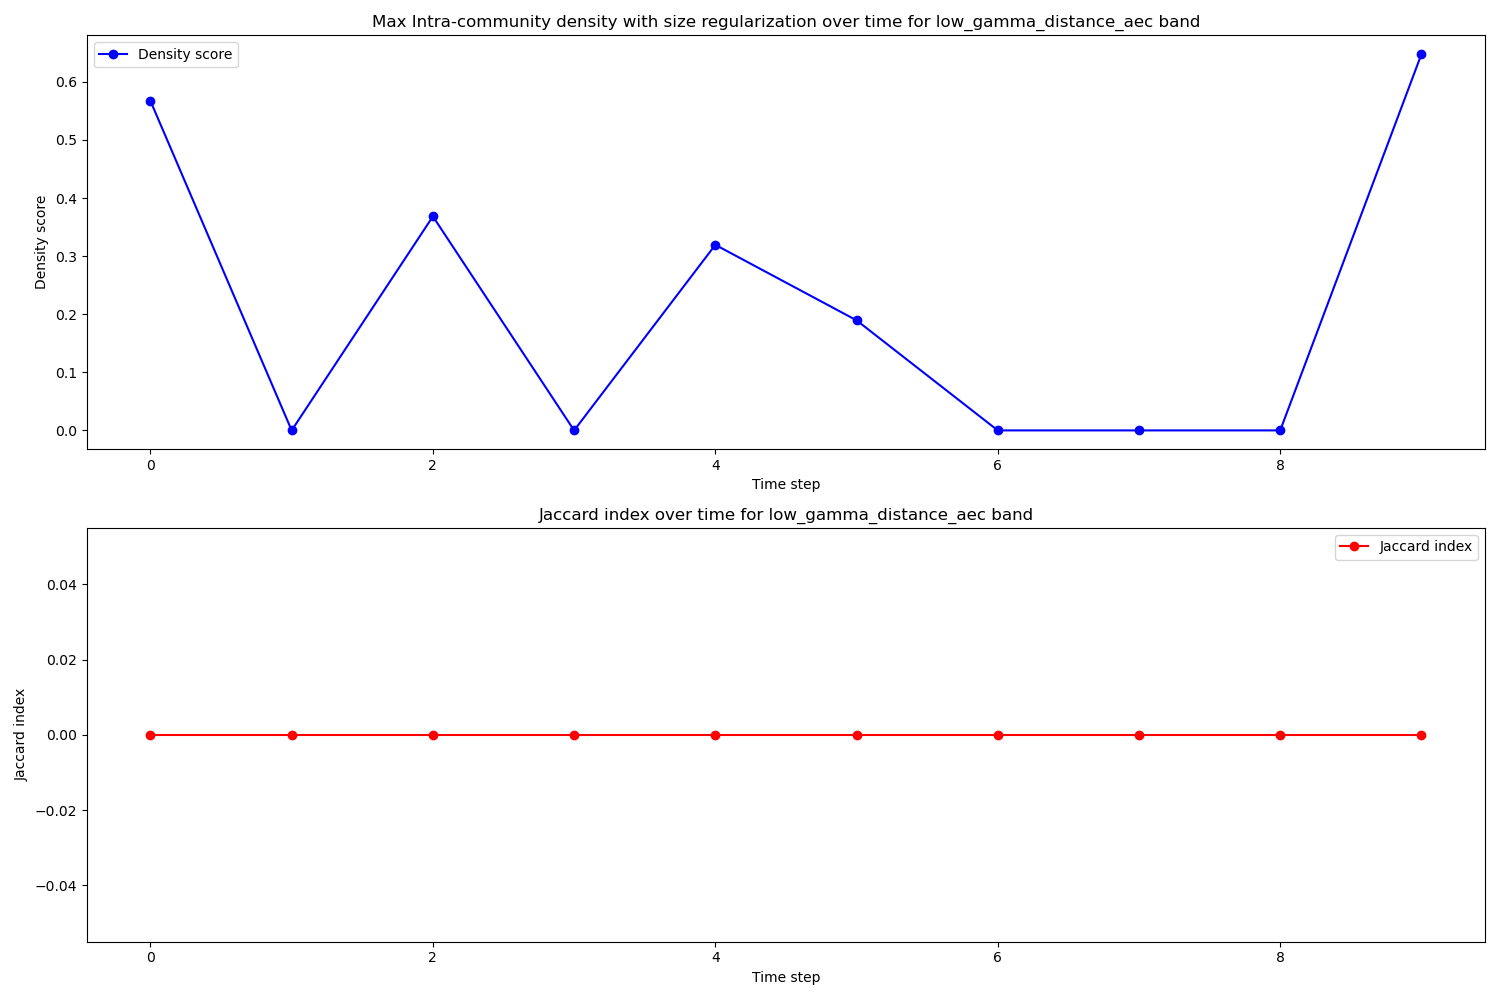 Max Intra-community density with size regularization over time for low_gamma_distance_aec band
Density score
0.6
0.5
0.4
0.3
0.2
0.1
0.0
Density score
0 2 4 6 8
Time step
Jaccard index over time for low_gamma_distance_aec band
Jaccard index
0.04
0.02
0.00
−0.02
−0.04
Jaccard index
0 2 4 6 8
Time step